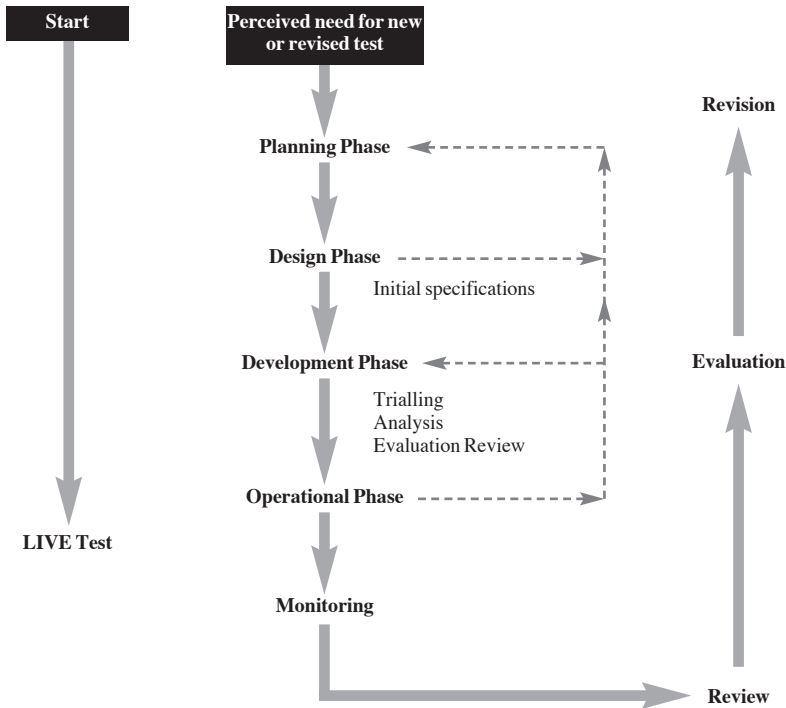 Start
Perceived need for new
or revised test
Revision
Planning Phase
Design Phase
Initial specifications
Development Phase
Evaluation
Trialling
Analysis
Evaluation Review
Operational Phase
LIVE Test
Monitoring
Review